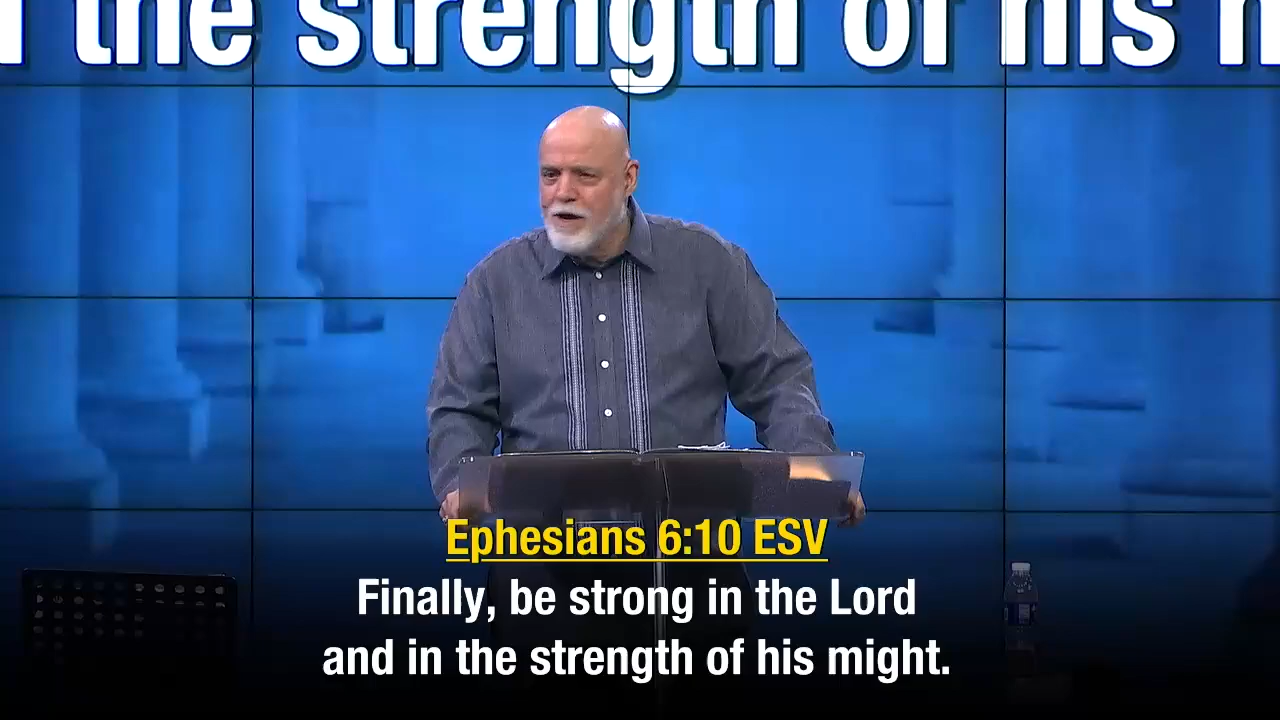 the strength of his
Ephesians 6:10 ESV
Finally, be strong in the Lord
and in the strength of his might.